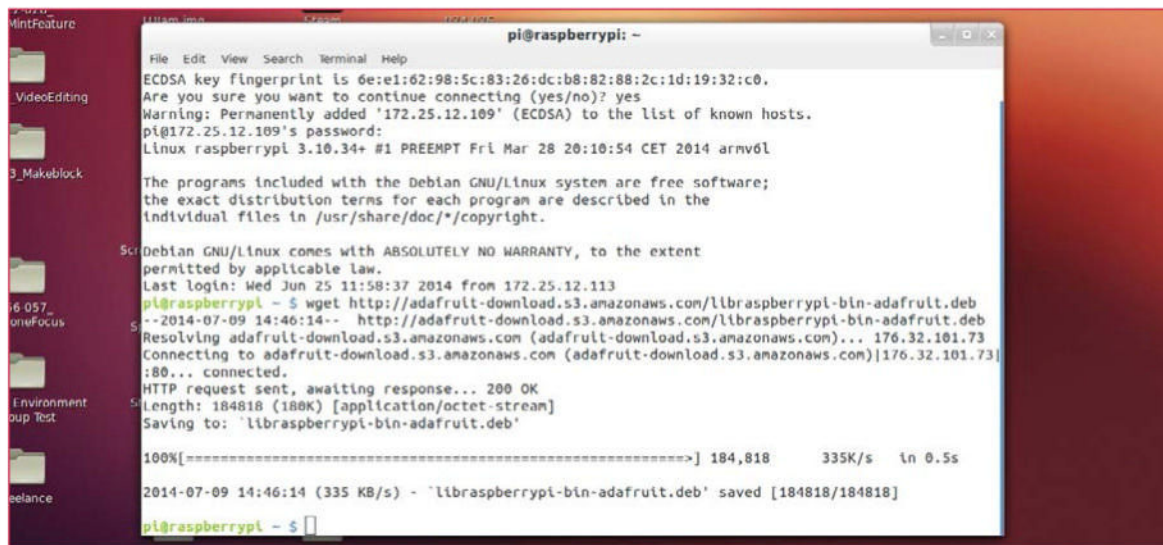 MintFeature
pi@raspberrypi: ~
File Edit View Search Terminal Help
ECDSA key fingerprint is 6e:e1:62:98:5c:83:26:dc:b8:82:88:2c:1d:19:32:c0.
_VideoEditing
Are you sure you want to continue connecting (yes/no)? yes
Warning: Permanently added '172.25.12.109' (ECDSA) to the list of known hosts.
pi@172.25.12.109's password:
Linux raspberrypi 3.10.34+ #1 PREEMPT Fri Mar 28 20:10:54 CET 2014 armv6l
3_Makeblock
The programs included with the Debian GNU/Linux system are free software;
the exact distribution terms for each program are described in the
individual files in /usr/share/doc/*/copyright.
Debian GNU/Linux comes with ABSOLUTELY NO WARRANTY, to the extent
permitted by applicable law.
Last login: Wed Jun 25 11:58:37 2014 from 172.25.12.113
pi@raspberrypi ~ $ wget http://adafruit-download.s3.amazonaws.com/libraspberrypi-bin-adafruit.deb
6-057_
oneFocus
--2014-07-09 14:46:14-- http://adafruit-download.s3.amazonaws.com/libraspberrypi-bin-adafruit.deb
Resolving adafruit-download.s3.amazonaws.com (adafruit-download.s3.amazonaws.com)... 176.32.101.73
Connecting to adafruit-download.s3.amazonaws.com (adafruit-download.s3.amazonaws.com)|176.32.101.73|
:80... connected.
HTTP request sent, awaiting response... 200 OK
Environment
oup Test
Length: 184818 (180K) [application/octet-stream]
Saving to: `libraspberrypi-bin-adafruit.deb'
100%[==========================================================>] 184,818 335K/s in 0.5s
eelance
2014-07-09 14:46:14 (335 KB/s) - `libraspberrypi-bin-adafruit.deb' saved [184818/184818]
pi@raspberrypi ~ $